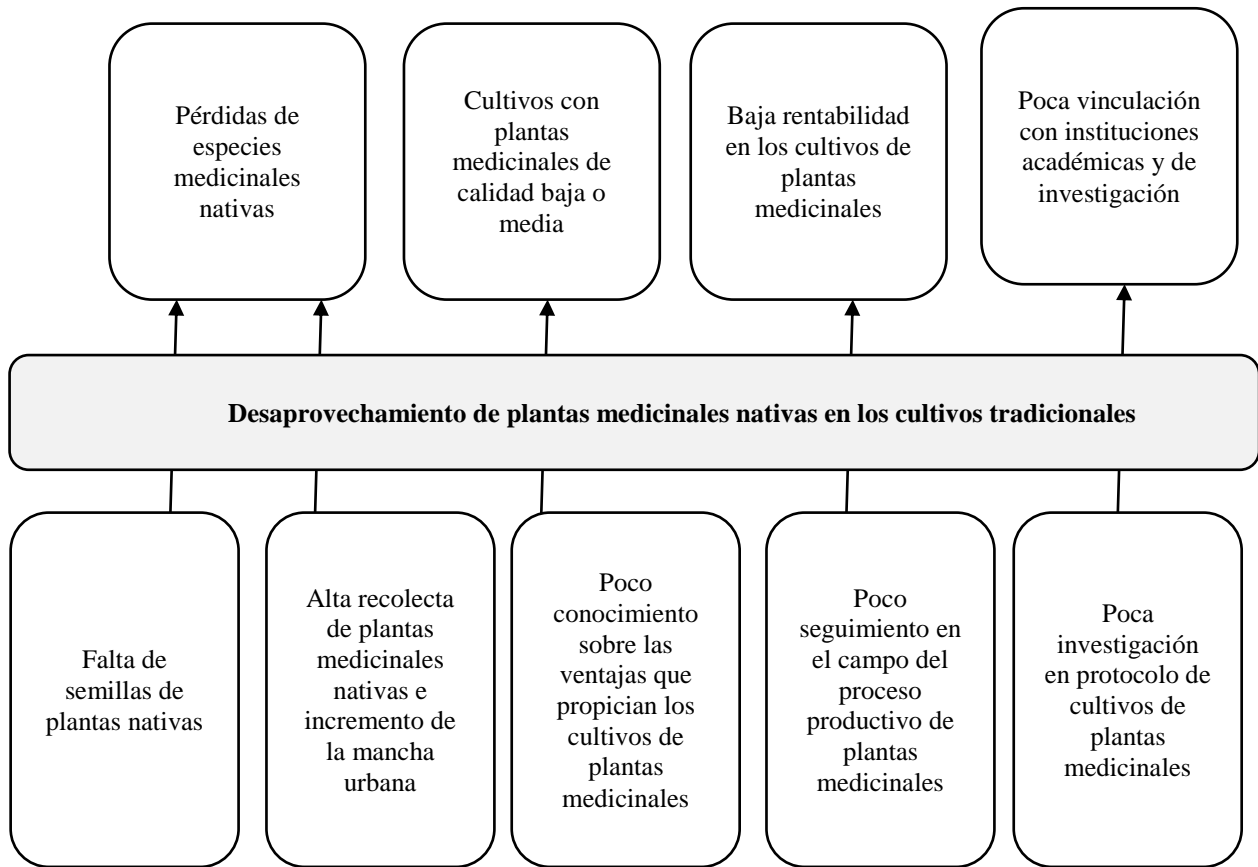 Pérdidas de
especies
medicinales
nativas
Cultivos con
plantas
medicinales de
calidad baja o
media
Baja rentabilidad
en los cultivos de
plantas
medicinales
Poca vinculación
con instituciones
académicas y de
investigación
Desaprovechamiento de plantas medicinales nativas en los cultivos tradicionales
Falta de
semillas de
plantas nativas
Alta recolecta
de plantas
medicinales
nativas e
incremento de
la mancha
urbana
Poco
conocimiento
sobre las
ventajas que
propician los
cultivos de
plantas
medicinales
Poco
seguimiento en
el campo del
proceso
productivo de
plantas
medicinales
Poca
investigación
en protocolo de
cultivos de
plantas
medicinales